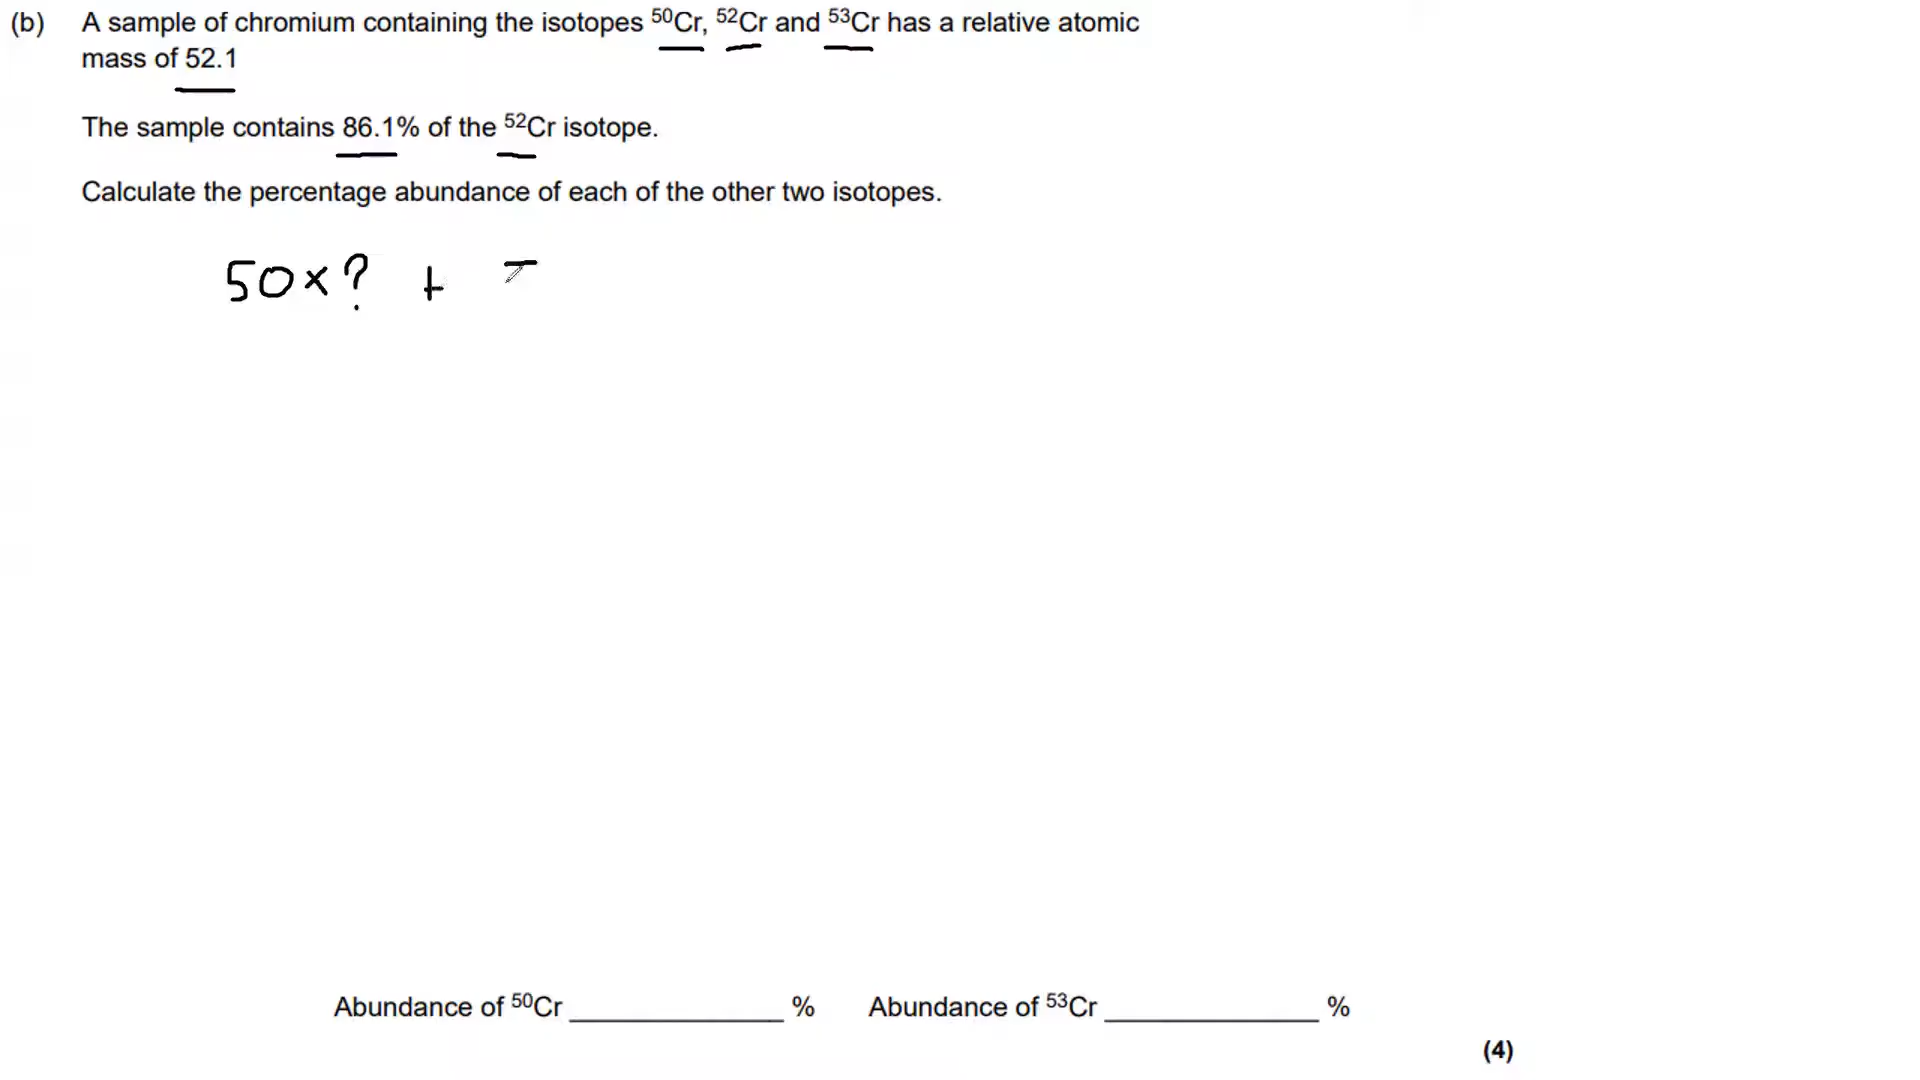 (b) A sample of chromium containing the isotopes ⁵⁰Cr, ⁵²Cr and ⁵³Cr has a relative atomic
mass of 52.1
The sample contains 86.1% of the ⁵²Cr isotope.
Calculate the percentage abundance of each of the other two isotopes.
50×? +
Abundance of ⁵⁰Cr ______________ % Abundance of ⁵³Cr ______________ %
(4)